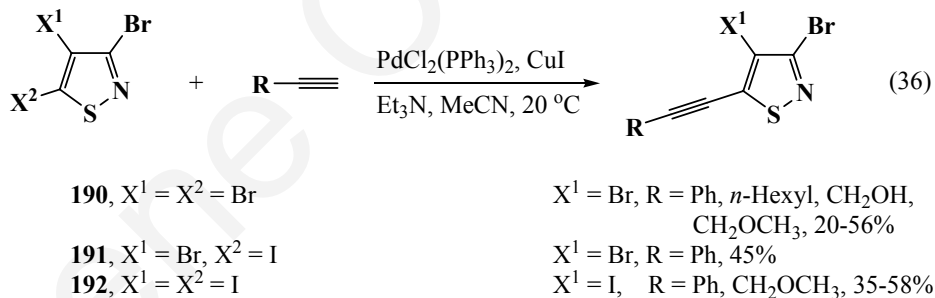 X¹ Br X¹ Br
PdCl₂(PPh₃)₂, CuI
X² S N + R Et₃N, MeCN, 20 °C R S N (36)
190, X¹ = X² = Br X¹ = Br, R = Ph, n-Hexyl, CH₂OH,
CH₂OCH₃, 20-56%
191, X¹ = Br, X² = I X¹ = Br, R = Ph, 45%
192, X¹ = X² = I X¹ = I, R = Ph, CH₂OCH₃, 35-58%